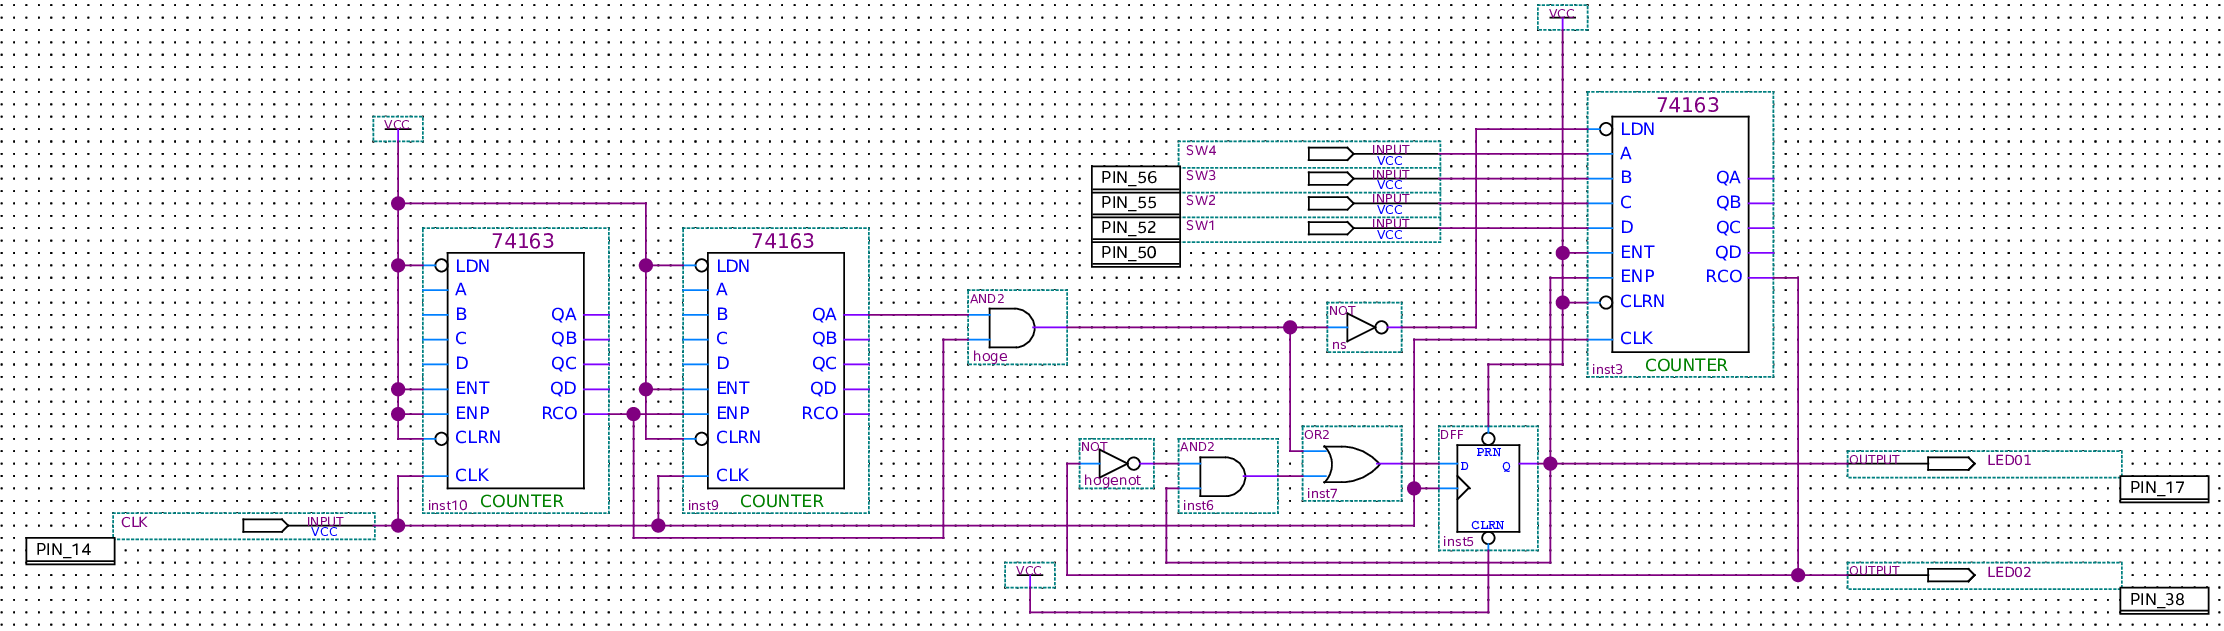 VCC
74163
LDN
A
B
C
D
ENT
ENP
CLRN
CLK
QA
QB
QC
QD
RCO
inst3
COUNTER
VCC
SW4
INPUT
VCC
SW3
INPUT
VCC
SW2
INPUT
VCC
SW1
INPUT
VCC
PIN_56
PIN_55
PIN_52
PIN_50
74163
LDN
A
B
C
D
ENT
ENP
CLRN
CLK
QA
QB
QC
QD
RCO
inst10
COUNTER
74163
LDN
A
B
C
D
ENT
ENP
CLRN
CLK
QA
QB
QC
QD
RCO
inst9
COUNTER
AND2
hoge
NOT
ns
NOT
hogenot
AND2
inst6
OR2
inst7
DFF
PRN
D
Q
CLRN
inst5
OUTPUT
LED01
PIN_17
CLK
INPUT
VCC
PIN_14
VCC
OUTPUT
LED02
PIN_38